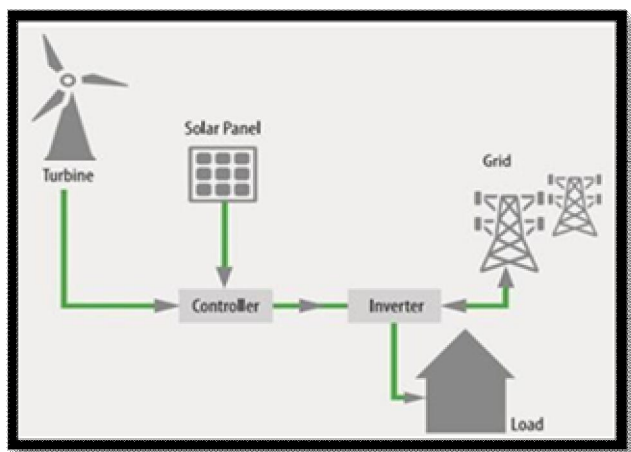 Solar Panel
Turbine
Grid
Controller
Inverter
Load